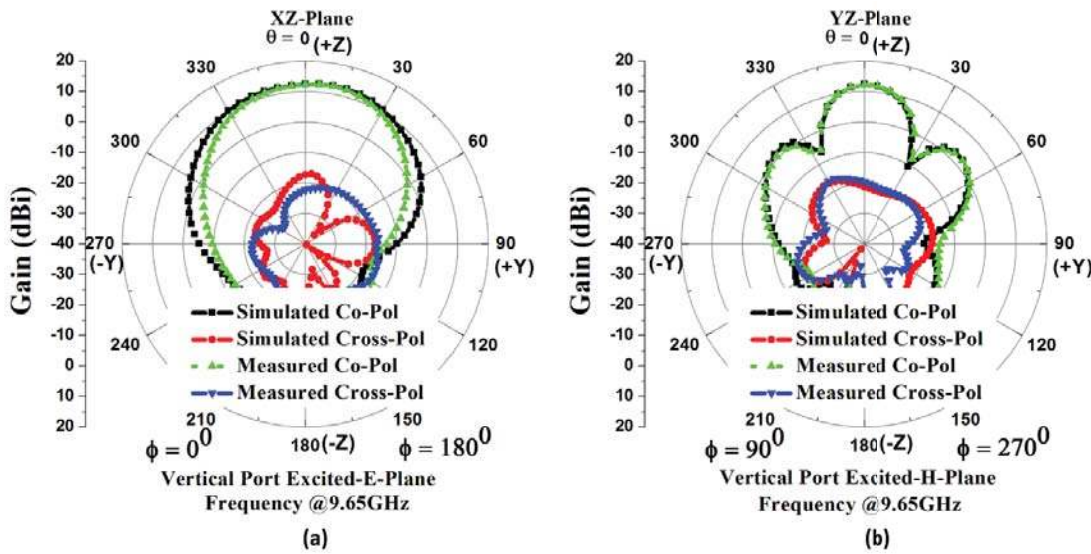 XZ-Plane
θ = 0 (+Z)
20
10
0
-10
-20
-30
-40
-30
-20
-10
0
10
20
Gain (dBi)
330
30
300
60
270
(-Y)
90
(+Y)
240
120
210
150
180 (-Z)
Simulated Co-Pol
Simulated Cross-Pol
Measured Co-Pol
Measured Cross-Pol
ϕ = 0⁰
ϕ = 180⁰
Vertical Port Excited-E-Plane
Frequency @9.65GHz
(a)
YZ-Plane
θ = 0 (+Z)
20
10
0
-10
-20
-30
-40
-30
-20
-10
0
10
20
Gain (dBi)
330
30
300
60
270
(-Y)
90
(+Y)
240
120
210
150
180 (-Z)
Simulated Co-Pol
Simulated Cross-Pol
Measured Co-Pol
Measured Cross-Pol
ϕ = 90⁰
ϕ = 270⁰
Vertical Port Excited-H-Plane
Frequency @9.65GHz
(b)